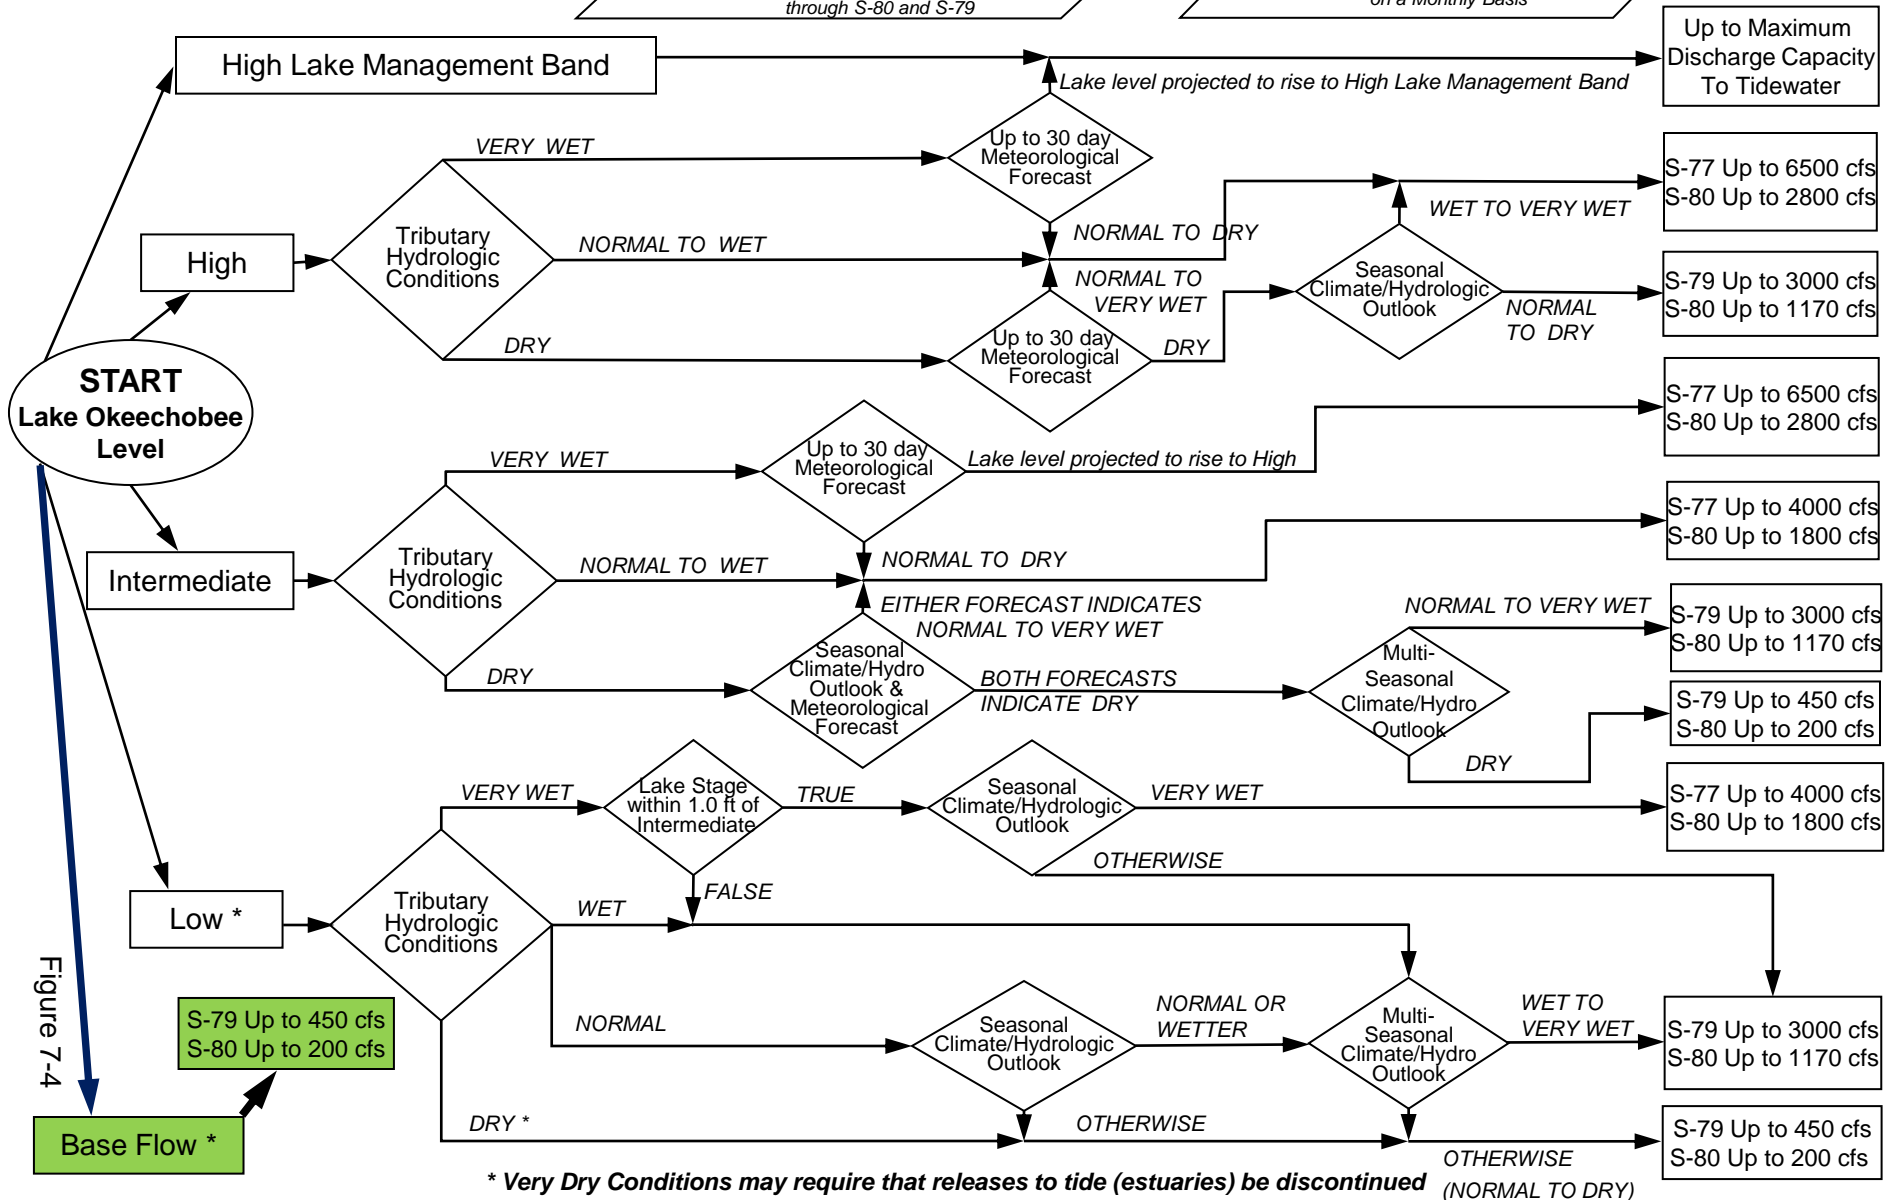 through S-80 and S-79
on a Monthly Basis
Up to Maximum
Discharge Capacity
To Tidewater
High Lake Management Band
Lake level projected to rise to High Lake Management Band
VERY WET
Up to 30 day
Meteorological
Forecast
S-77 Up to 6500 cfs
S-80 Up to 2800 cfs
WET TO VERY WET
High
Tributary
Hydrologic
Conditions
NORMAL TO WET
NORMAL TO DRY
NORMAL TO
VERY WET
Seasonal
Climate/Hydrologic
Outlook
NORMAL
TO DRY
S-79 Up to 3000 cfs
S-80 Up to 1170 cfs
DRY
Up to 30 day
Meteorological
Forecast
DRY
START
Lake Okeechobee
Level
S-77 Up to 6500 cfs
S-80 Up to 2800 cfs
VERY WET
Up to 30 day
Meteorological
Forecast
Lake level projected to rise to High
S-77 Up to 4000 cfs
S-80 Up to 1800 cfs
Intermediate
Tributary
Hydrologic
Conditions
NORMAL TO WET
NORMAL TO DRY
EITHER FORECAST INDICATES
NORMAL TO VERY WET
NORMAL TO VERY WET
S-79 Up to 3000 cfs
S-80 Up to 1170 cfs
DRY
Seasonal
Climate/Hydro
Outlook &
Meteorological
Forecast
BOTH FORECASTS
INDICATE DRY
Multi-
Seasonal
Climate/Hydro
Outlook
S-79 Up to 450 cfs
S-80 Up to 200 cfs
DRY
VERY WET
Lake Stage
within 1.0 ft of
Intermediate
TRUE
Seasonal
Climate/Hydrologic
Outlook
VERY WET
S-77 Up to 4000 cfs
S-80 Up to 1800 cfs
OTHERWISE
FALSE
Low *
Tributary
Hydrologic
Conditions
WET
NORMAL
Seasonal
Climate/Hydrologic
Outlook
NORMAL OR
WETTER
Multi-
Seasonal
Climate/Hydro
Outlook
WET TO
VERY WET
S-79 Up to 3000 cfs
S-80 Up to 1170 cfs
Figure 7-4
S-79 Up to 450 cfs
S-80 Up to 200 cfs
Base Flow *
DRY *
OTHERWISE
S-79 Up to 450 cfs
S-80 Up to 200 cfs
OTHERWISE
(NORMAL TO DRY)
* Very Dry Conditions may require that releases to tide (estuaries) be discontinued